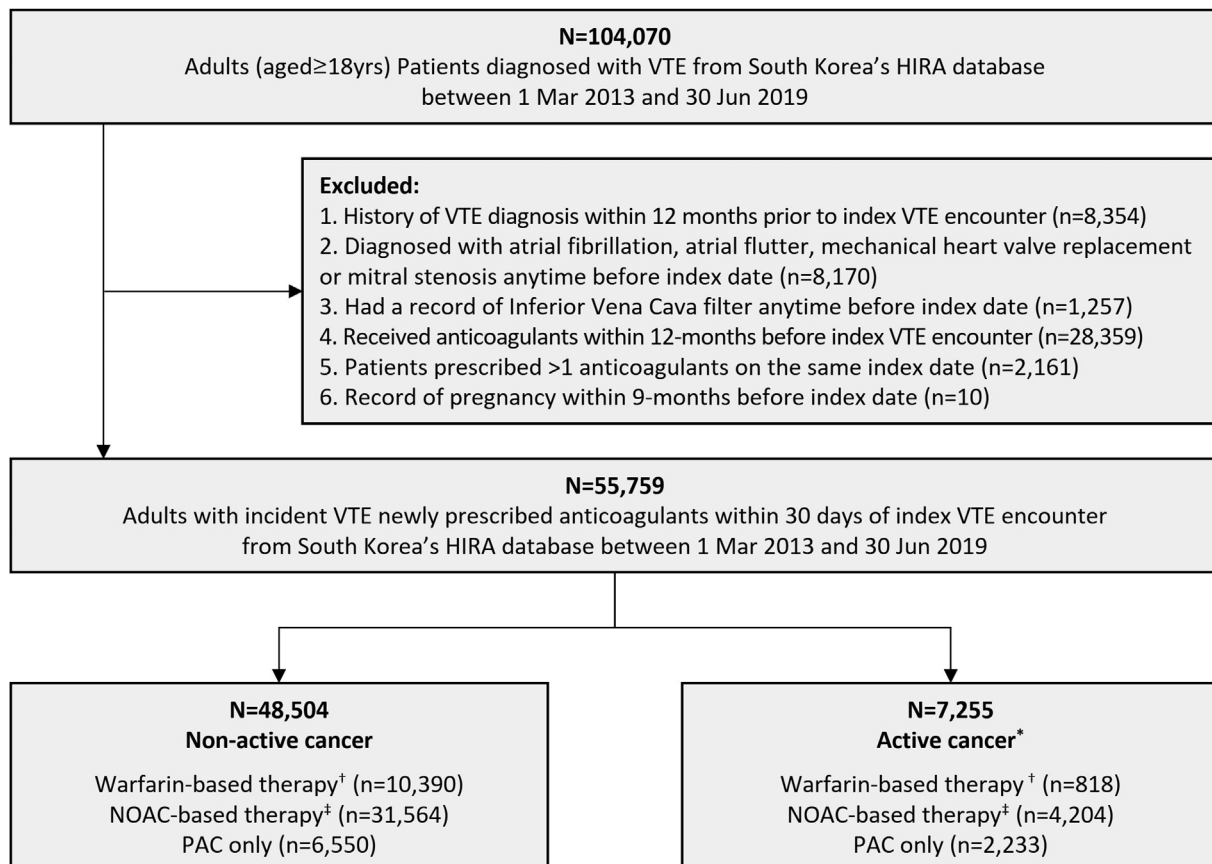 N=104,070
Adults (aged≥18yrs) Patients diagnosed with VTE from South Korea's HIRA database
between 1 Mar 2013 and 30 Jun 2019
Excluded:
1. History of VTE diagnosis within 12 months prior to index VTE encounter (n=8,354)
2. Diagnosed with atrial fibrillation, atrial flutter, mechanical heart valve replacement
or mitral stenosis anytime before index date (n=8,170)
3. Had a record of Inferior Vena Cava filter anytime before index date (n=1,257)
4. Received anticoagulants within 12-months before index VTE encounter (n=28,359)
5. Patients prescribed >1 anticoagulants on the same index date (n=2,161)
6. Record of pregnancy within 9-months before index date (n=10)
N=55,759
Adults with incident VTE newly prescribed anticoagulants within 30 days of index VTE encounter
from South Korea's HIRA database between 1 Mar 2013 and 30 Jun 2019
N=48,504
Non-active cancer
Warfarin-based therapy† (n=10,390)
NOAC-based therapy‡ (n=31,564)
PAC only (n=6,550)
N=7,255
Active cancer*
Warfarin-based therapy † (n=818)
NOAC-based therapy‡ (n=4,204)
PAC only (n=2,233)